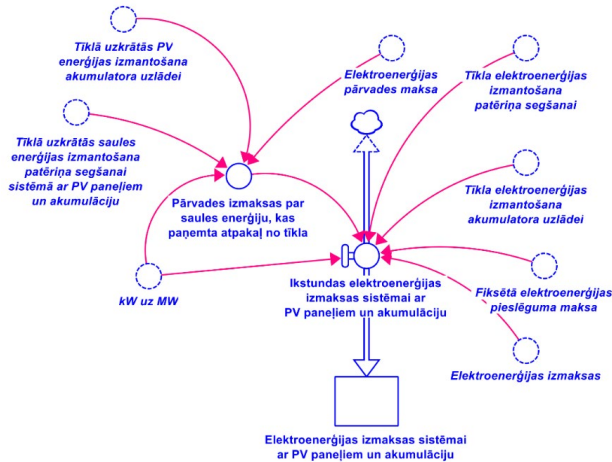 Tīklā uzkrātās PV
enerģijas izmantošana
akumulatora uzlādei
Elektroenerģijas
pārvades maksa
Tīkla elektroenerģijas
izmantošana
patēriņa segšanai
Tīklā uzkrātās saules
enerģijas izmantošana
patēriņa segšanai
sistēmā ar PV paneļiem
un akumulāciju
Pārvades izmaksas par
saules enerģiju, kas
paņemta atpakaļ no tīkla
Tīkla elektroenerģijas
izmantošana
akumulatora uzlādei
kW uz MW
Ikstundas elektroenerģijas
izmaksas sistēmai ar
PV paneļiem un akumulāciju
Fiksētā elektroenerģijas
pieslēguma maksa
Elektroenerģijas izmaksas
Elektroenerģijas izmaksas sistēmai
ar PV paneļiem un akumulāciju